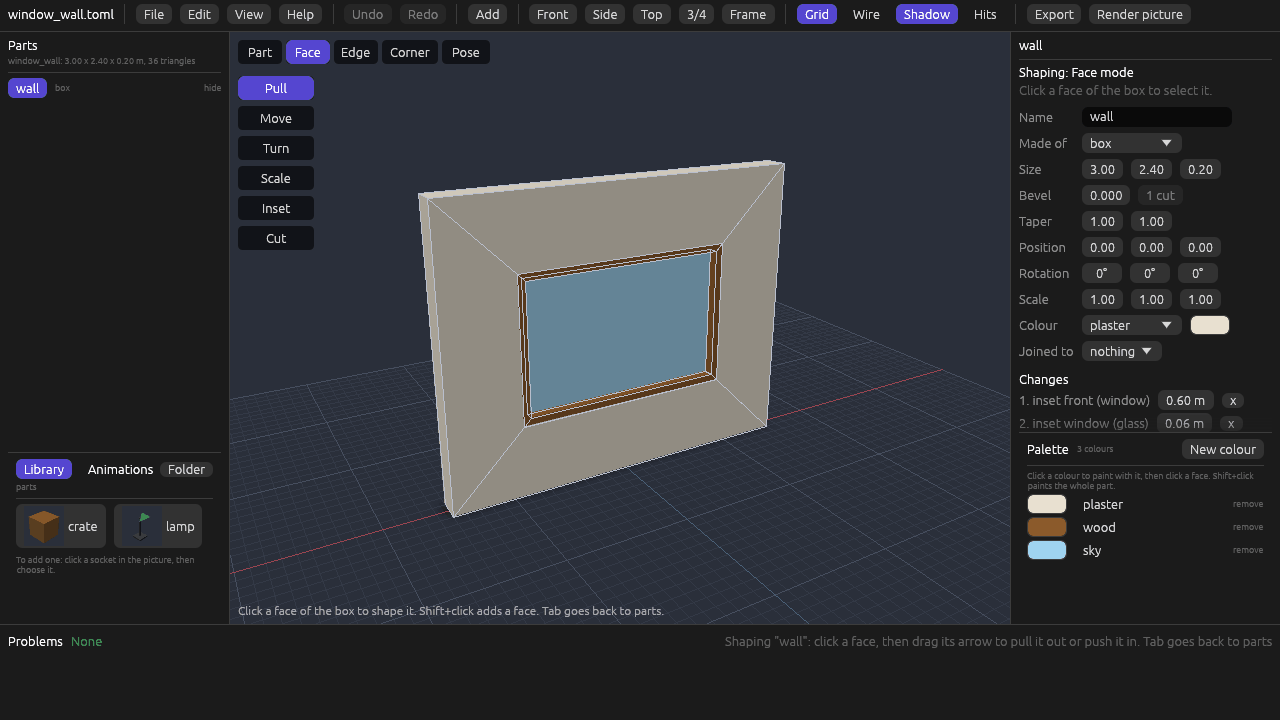 window_wall.toml File Edit View Help Undo Redo Add Front Side Top 3/4 Frame Grid Wire Shadow Hits Export Render picture
Parts
window_wall: 3.00 x 2.40 x 0.20 m, 36 triangles
wall box hide
Library Animations Folder
parts
crate lamp
To add one: click a socket in the picture, then
choose it.
Part Face Edge Corner Pose
Pull
Move
Turn
Scale
Inset
Cut
Click a face of the box to shape it. Shift+click adds a face. Tab goes back to parts.
wall
Shaping: Face mode
Click a face of the box to select it.
Name wall
Made of box
Size 3.00 2.40 0.20
Bevel 0.000 1 cut
Taper 1.00 1.00
Position 0.00 0.00 0.00
Rotation 0° 0° 0°
Scale 1.00 1.00 1.00
Colour plaster
Joined to nothing
Changes
1. inset front (window) 0.60 m x
2. inset window (glass) 0.06 m x
Palette 3 colours New colour
Click a colour to paint with it, then click a face. Shift+click
paints the whole part.
plaster remove
wood remove
sky remove
Problems None
Shaping "wall": click a face, then drag its arrow to pull it out or push it in. Tab goes back to parts